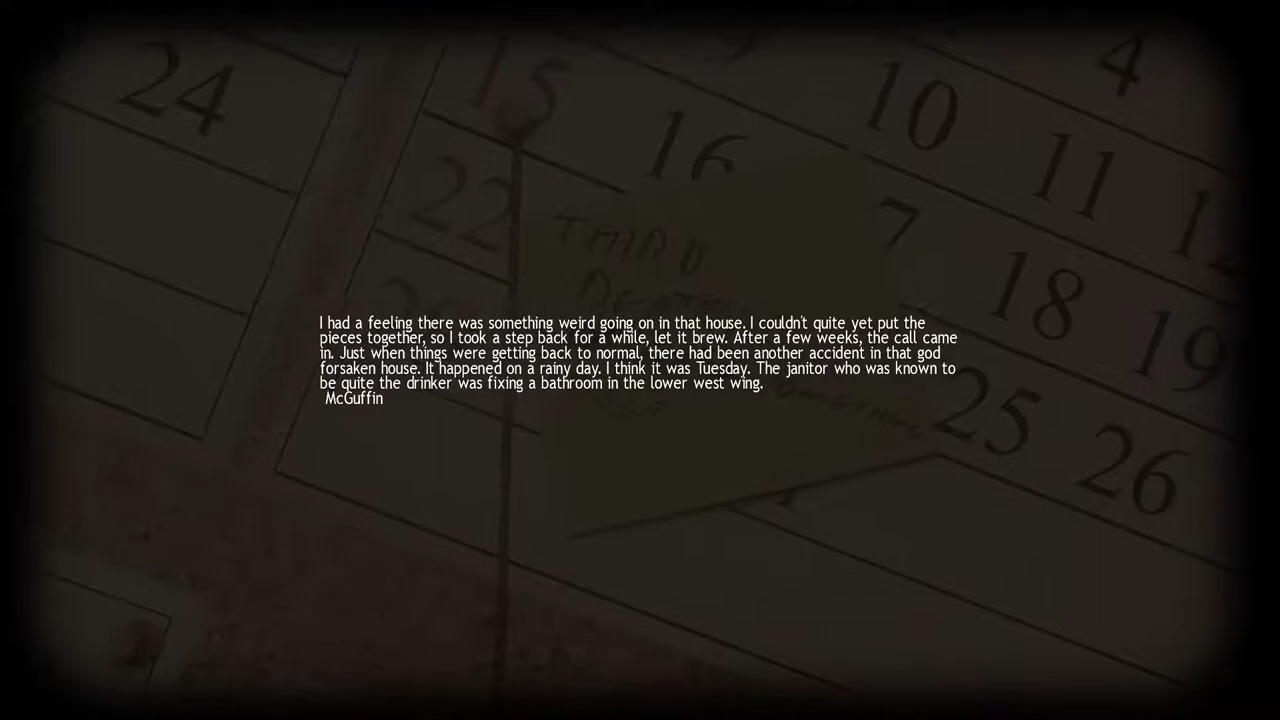 24
15
16
10
4
11
22
7
18
19
THIRD
DEATH
I had a feeling there was something weird going on in that house. I couldn't quite yet put the
pieces together, so I took a step back for a while, let it brew. After a few weeks, the call came
in. Just when things were getting back to normal, there had been another accident in that god
forsaken house. It happened on a rainy day. I think it was Tuesday. The janitor who was known to
be quite the drinker was fixing a bathroom in the lower west wing.
McGuffin
25
26